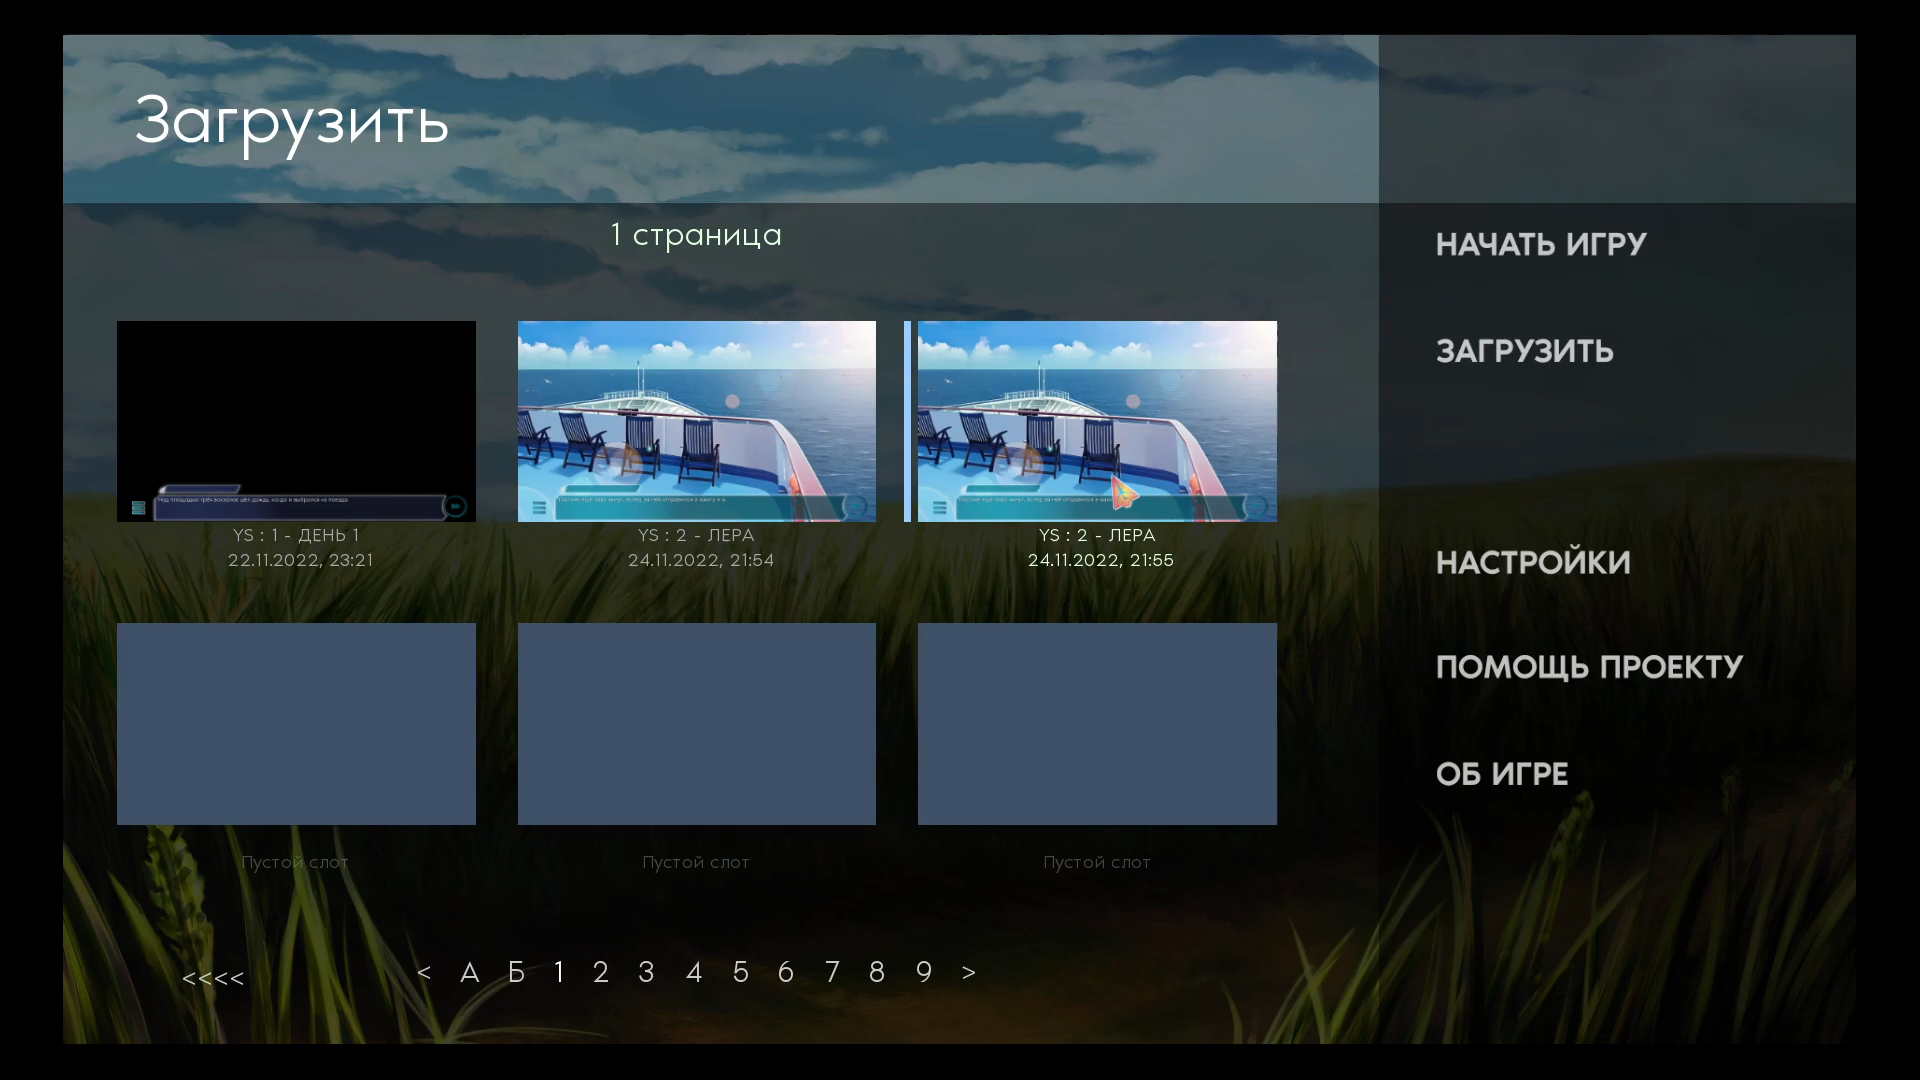 Загрузить
1 страница
YS : 1 - ДЕНЬ 1
22.11.2022, 23:21
YS : 2 - ЛЕРА
24.11.2022, 21:54
YS : 2 - ЛЕРА
24.11.2022, 21:55
Пустой слот
Пустой слот
Пустой слот
<<<<
< А Б 1 2 3 4 5 6 7 8 9 >
НАЧАТЬ ИГРУ
ЗАГРУЗИТЬ
НАСТРОЙКИ
ПОМОЩЬ ПРОЕКТУ
ОБ ИГРЕ